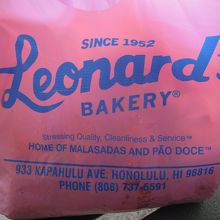 SINCE 1952
Leonard's
BAKERY®
Stressing Quality, Cleanliness & Service℠
HOME OF MALASADAS AND PÃO DOCE™
933 KAPAHULU AVE. HONOLULU, HI 96816
PHONE (808) 737-5591